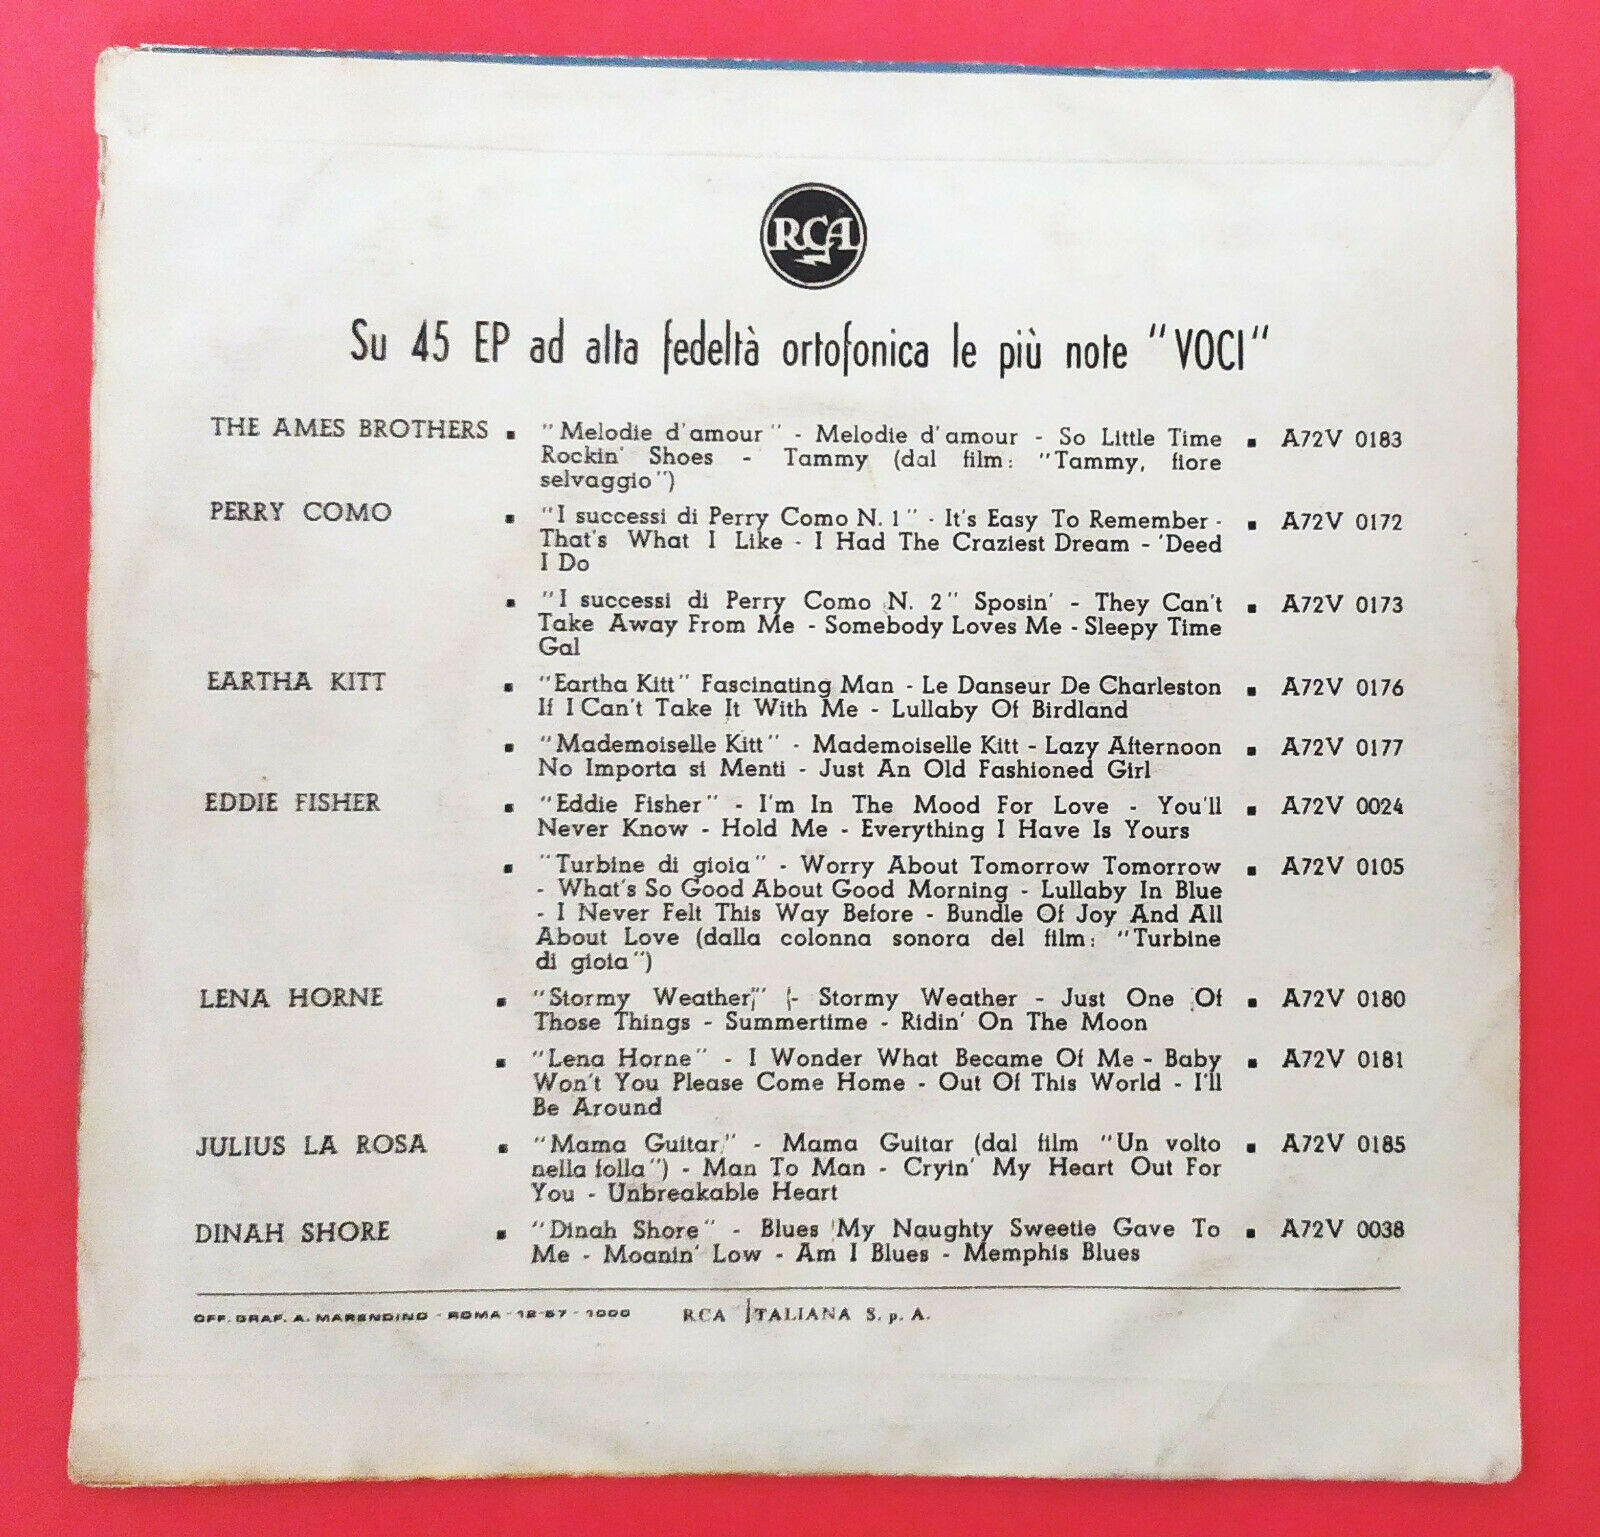 RCA
Su 45 EP ad alta fedeltà ortofonica le più note "VOCI"
THE AMES BROTHERS ▪ "Melodie d'amour" - Melodie d'amour - So Little Time ▪ A72V 0183
Rockin' Shoes - Tammy (dal film: "Tammy, fiore
selvaggio")
PERRY COMO ▪ "I successi di Perry Como N. 1" - It's Easy To Remember - ▪ A72V 0172
That's What I Like - I Had The Craziest Dream - 'Deed
I Do
▪ "I successi di Perry Como N. 2" Sposin' - They Can't ▪ A72V 0173
Take Away From Me - Somebody Loves Me - Sleepy Time
Gal
EARTHA KITT ▪ "Eartha Kitt" Fascinating Man - Le Danseur De Charleston ▪ A72V 0176
If I Can't Take It With Me - Lullaby Of Birdland
▪ "Mademoiselle Kitt" - Mademoiselle Kitt - Lazy Afternoon ▪ A72V 0177
No Importa si Menti - Just An Old Fashioned Girl
EDDIE FISHER ▪ "Eddie Fisher" - I'm In The Mood For Love - You'll ▪ A72V 0024
Never Know - Hold Me - Everything I Have Is Yours
▪ "Turbine di gioia" - Worry About Tomorrow Tomorrow ▪ A72V 0105
- What's So Good About Good Morning - Lullaby In Blue
- I Never Felt This Way Before - Bundle Of Joy And All
About Love (dalla colonna sonora del film: "Turbine
di gioia")
LENA HORNE ▪ "Stormy Weather," - Stormy Weather - Just One Of ▪ A72V 0180
Those Things - Summertime - Ridin' On The Moon
▪ "Lena Horne" - I Wonder What Became Of Me - Baby ▪ A72V 0181
Won't You Please Come Home - Out Of This World - I'll
Be Around
JULIUS LA ROSA ▪ "Mama Guitar" - Mama Guitar (dal film "Un volto ▪ A72V 0185
nella folla") - Man To Man - Cryin' My Heart Out For
You - Unbreakable Heart
DINAH SHORE ▪ "Dinah Shore" - Blues My Naughty Sweetie Gave To ▪ A72V 0038
Me - Moanin' Low - Am I Blues - Memphis Blues
OFF. GRAF. A. MARENDINO - ROMA - 12-57 - 1000 RCA ITALIANA S. p. A.